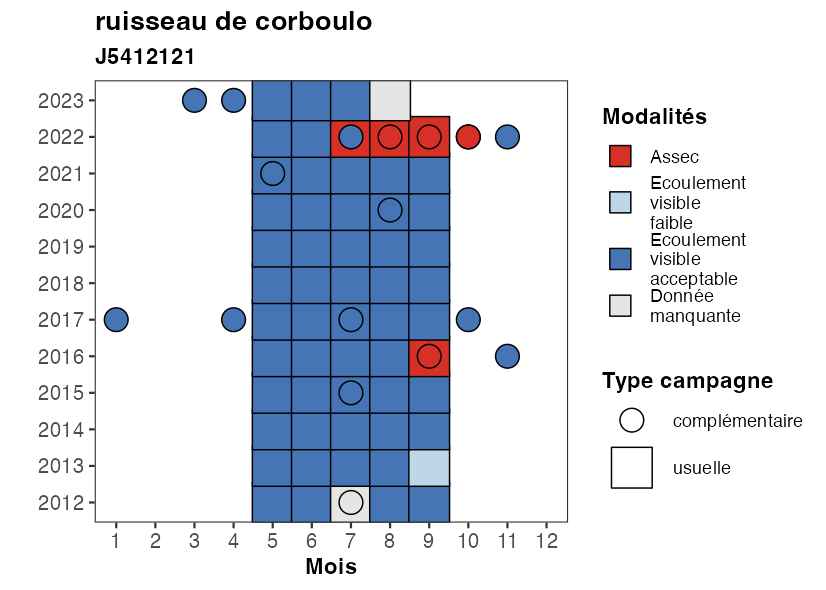 ruisseau de corboulo
J5412121
2023
2022
2021
2020
2019
2018
2017
2016
2015
2014
2013
2012
1 2 3 4 5 6 7 8 9 10 11 12
Mois
Modalités
Assec
Ecoulement
visible
faible
Ecoulement
visible
acceptable
Donnée
manquante
Type campagne
complémentaire
usuelle